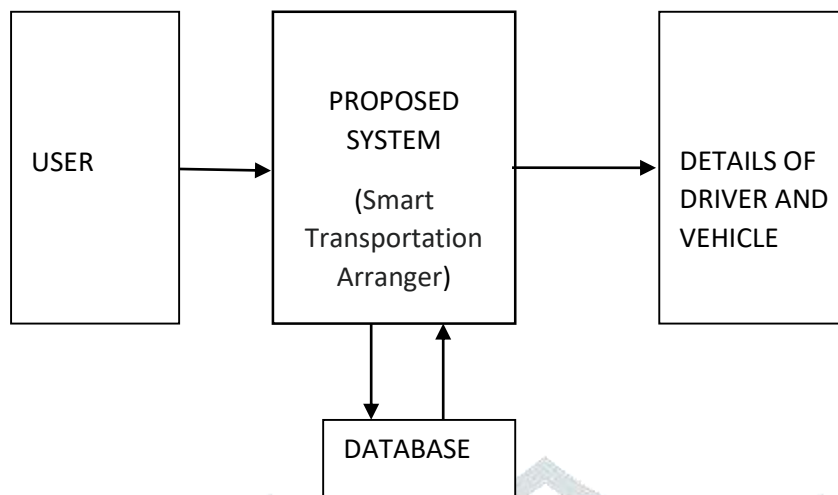 USER
PROPOSED
SYSTEM
(Smart
Transportation
Arranger)
DETAILS OF
DRIVER AND
VEHICLE
DATABASE